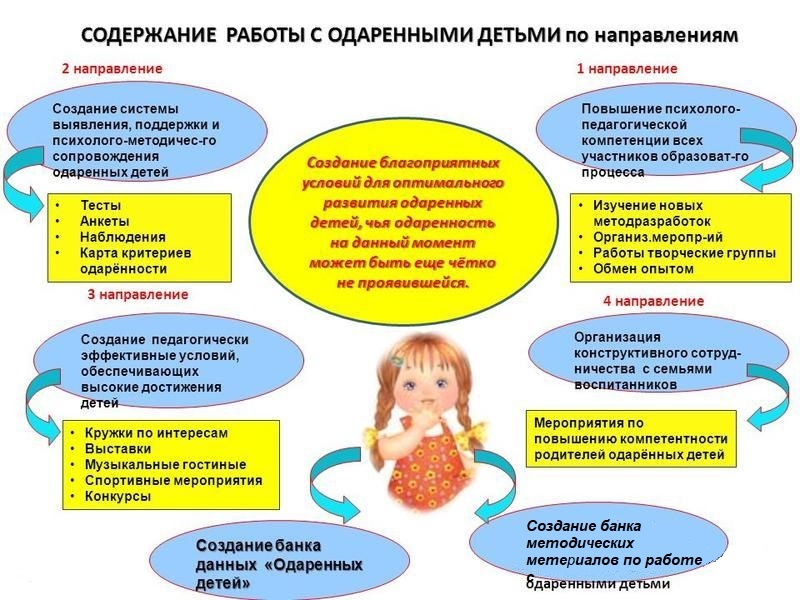 СОДЕРЖАНИЕ РАБОТЫ С ОДАРЕННЫМИ ДЕТЬМИ по направлениям
2 направление
Создание системы
выявления, поддержки и
психолого-методичес-го
сопровождения
одаренных детей
• Тесты
• Анкеты
• Наблюдения
• Карта критериев
одарённости
1 направление
Повышение психолого-
педагогической
компетенции всех
участников образоват-го
процесса
• Изучение новых
методразработок
• Организ.меропр-ий
• Работы творческие группы
• Обмен опытом
Создание благоприятных
условий для оптимального
развития одаренных
детей, чья одаренность
на данный момент
может быть еще чётко
не проявившейся.
3 направление
Создание педагогически
эффективные условий,
обеспечивающих
высокие достижения
детей
• Кружки по интересам
• Выставки
• Музыкальные гостиные
• Спортивные мероприятия
• Конкурсы
4 направление
Организация
конструктивного сотруд-
ничества с семьями
воспитанников
Мероприятия по
повышению компетентности
родителей одарённых детей
Создание банка
данных «Одаренных
детей»
Создание банка
методических
метериалов по работе
с
одаренными детьми